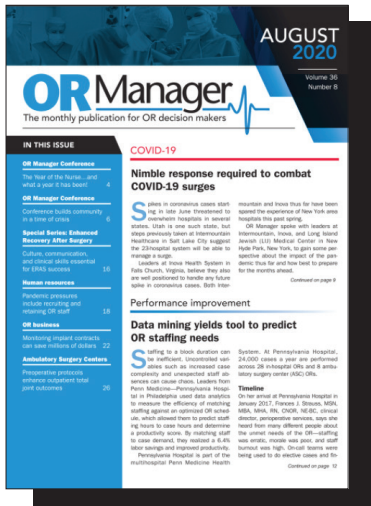 AUGUST
2020
Volume 36
Number 8
OR Manager
The monthly publication for OR decision makers
IN THIS ISSUE
OR Manager Conference
The Year of the Nurse...and
what a year it has been! 4
OR Manager Conference
Conference builds community
in a time of crisis 6
Special Series: Enhanced
Recovery After Surgery
Culture, communication,
and clinical skills essential
for ERAS success 16
Human resources
Pandemic pressures
include recruiting and
retaining OR staff 18
OR business
Monitoring implant contracts
can save millions of dollars 22
Ambulatory Surgery Centers
Preoperative protocols
enhance outpatient total
joint outcomes 26
COVID-19
Nimble response required to combat
COVID-19 surges
Spikes in coronavirus cases start-
ing in late June threatened to
overwhelm hospitals in several
states. Utah is one such state, but
steps previously taken at Intermountain
Healthcare in Salt Lake City suggest
the 23-hospital system will be able to
manage a surge.
Leaders at Inova Health System in
Falls Church, Virginia, believe they also
are well positioned to handle any future
spike in coronavirus cases. Both Inter-
mountain and Inova thus far have been
spared the experience of New York area
hospitals this past spring.
OR Manager spoke with leaders at
Intermountain, Inova, and Long Island
Jewish (LIJ) Medical Center in New
Hyde Park, New York, to gain some per-
spective about the impact of the pan-
demic thus far and how best to prepare
for the months ahead.
Continued on page 9
Performance improvement
Data mining yields tool to predict
OR staffing needs
Staffing to a block duration can
be inefficient. Uncontrolled vari-
ables such as increased case
complexity and unexpected staff ab-
sences can cause chaos. Leaders from
Penn Medicine—Pennsylvania Hospi-
tal in Philadelphia used data analytics
to measure the efficiency of matching
staffing against an optimized OR sched-
ule, which allowed them to predict staff-
ing hours to case hours and determine
a productivity score. By matching staff
to case demand, they realized a 6.4%
labor savings and improved productivity.
Pennsylvania Hospital is part of the
multihospital Penn Medicine Health
System. At Pennsylvania Hospital,
24,000 cases a year are performed
across 28 in-hospital ORs and 8 ambu-
latory surgery center (ASC) ORs.
Timeline
On her arrival at Pennsylvania Hospital in
January 2017, Frances J. Strauss, MSN,
MBA, MHA, RN, CNOR, NE-BC, clinical
director, perioperative services, says she
heard from many different people about
the unmet needs of the OR—staffing
was erratic, morale was poor, and staff
burnout was high. On-call teams were
being used to do elective cases and fin-
Continued on page 12